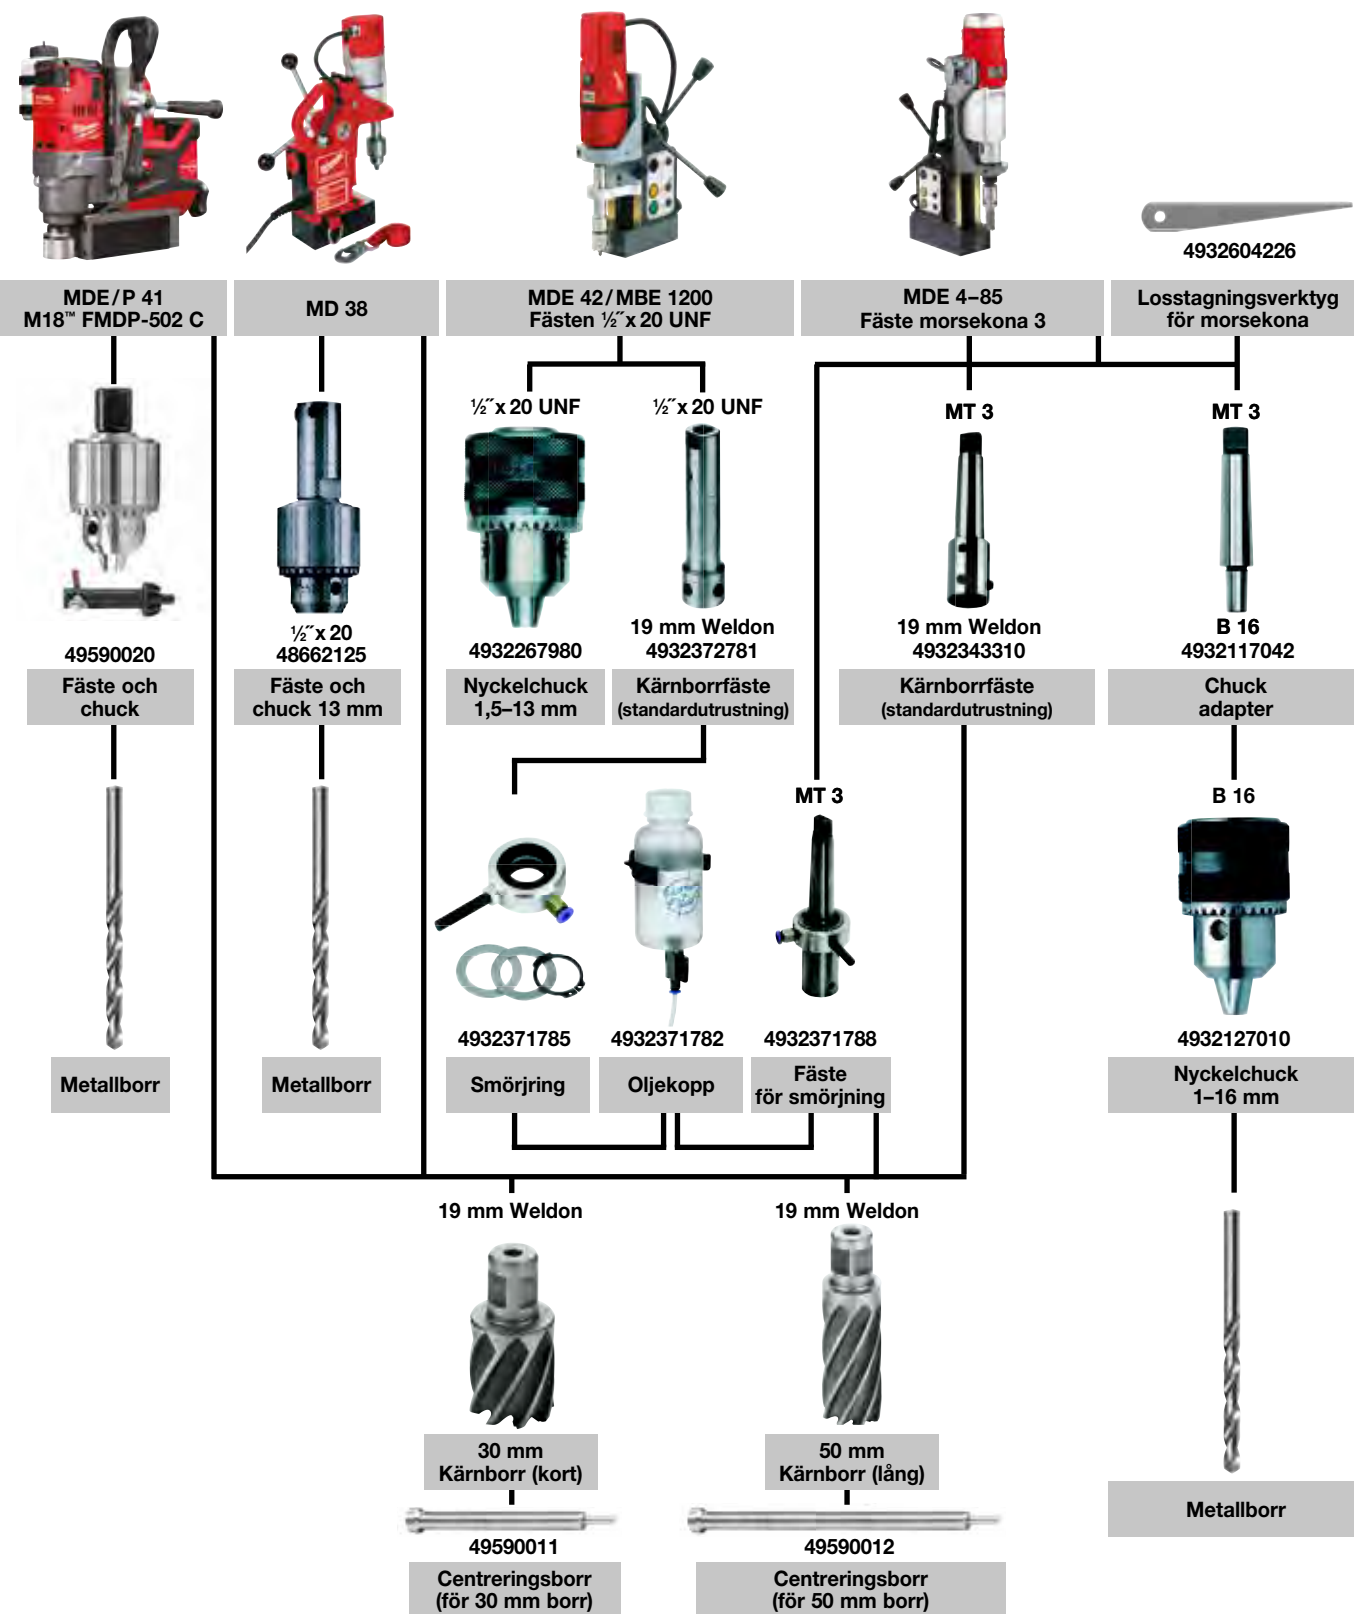 4932604226
MDE/P 41
M18™ FMDP-502 C
MD 38
MDE 42/MBE 1200
Fästen ½˝x 20 UNF
MDE 4–85
Fäste morsekona 3
Losstagningsverktyg
för morsekona
½˝x 20 UNF
½˝x 20 UNF
MT 3
MT 3
½˝x 20
19 mm Weldon
19 mm Weldon
B 16
49590020
48662125
4932267980
4932372781
4932343310
4932117042
Fäste och
chuck
Fäste och
chuck 13 mm
Nyckelchuck
1,5–13 mm
Kärnborrfäste
(standardutrustning)
Kärnborrfäste
(standardutrustning)
Chuck
adapter
MT 3
B 16
4932371785
4932371782
4932371788
4932127010
Metallborr
Metallborr
Smörjring
Oljekopp
Fäste
för smörjning
Nyckelchuck
1–16 mm
19 mm Weldon
19 mm Weldon
30 mm
Kärnborr (kort)
50 mm
Kärnborr (lång)
Metallborr
49590011
49590012
Centreringsborr
(för 30 mm borr)
Centreringsborr
(för 50 mm borr)